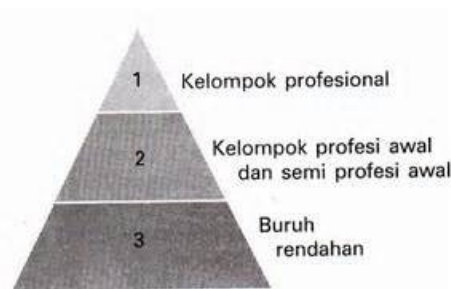 1 Kelompok profesional
2 Kelompok profesi awal
dan semi profesi awal
3 Buruh
rendahan